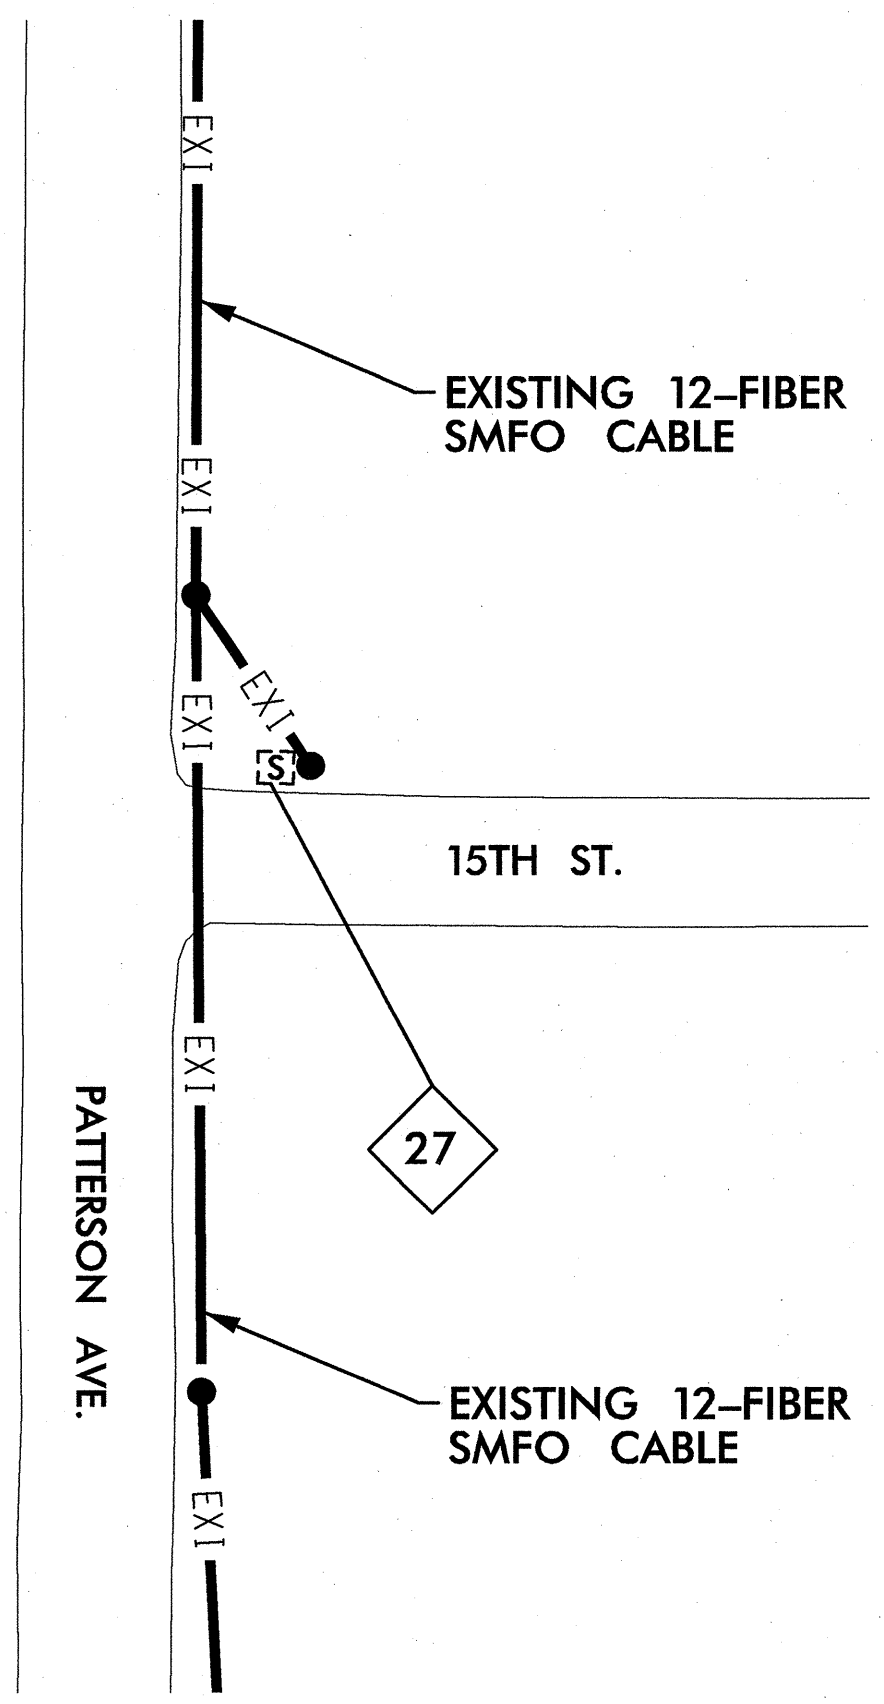 EXI
EXISTING 12-FIBER
SMFO CABLE
EXI
EXI
EXI
S
15TH ST.
EXI
27
PATTERSON AVE.
EXISTING 12-FIBER
SMFO CABLE
EXI